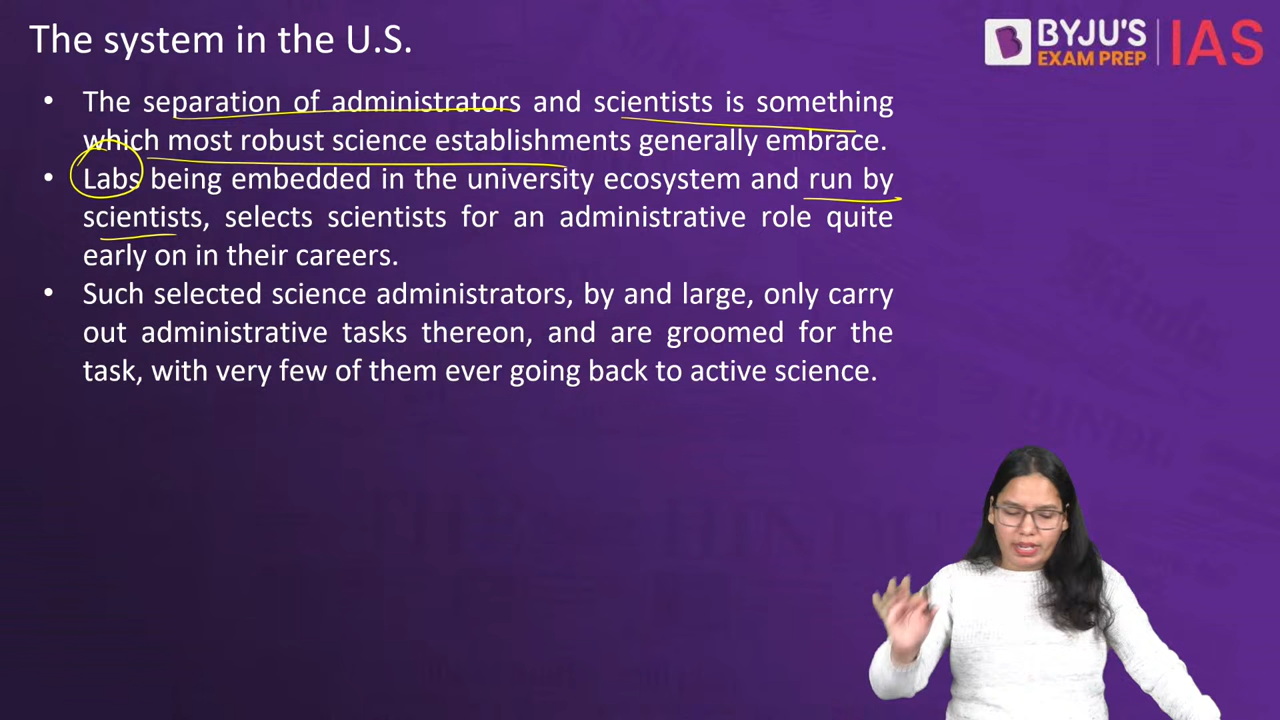 The system in the U.S.
BYJU'S
EXAM PREP
IAS
• The separation of administrators and scientists is something
which most robust science establishments generally embrace.
• Labs being embedded in the university ecosystem and run by
scientists, selects scientists for an administrative role quite
early on in their careers.
• Such selected science administrators, by and large, only carry
out administrative tasks thereon, and are groomed for the
task, with very few of them ever going back to active science.